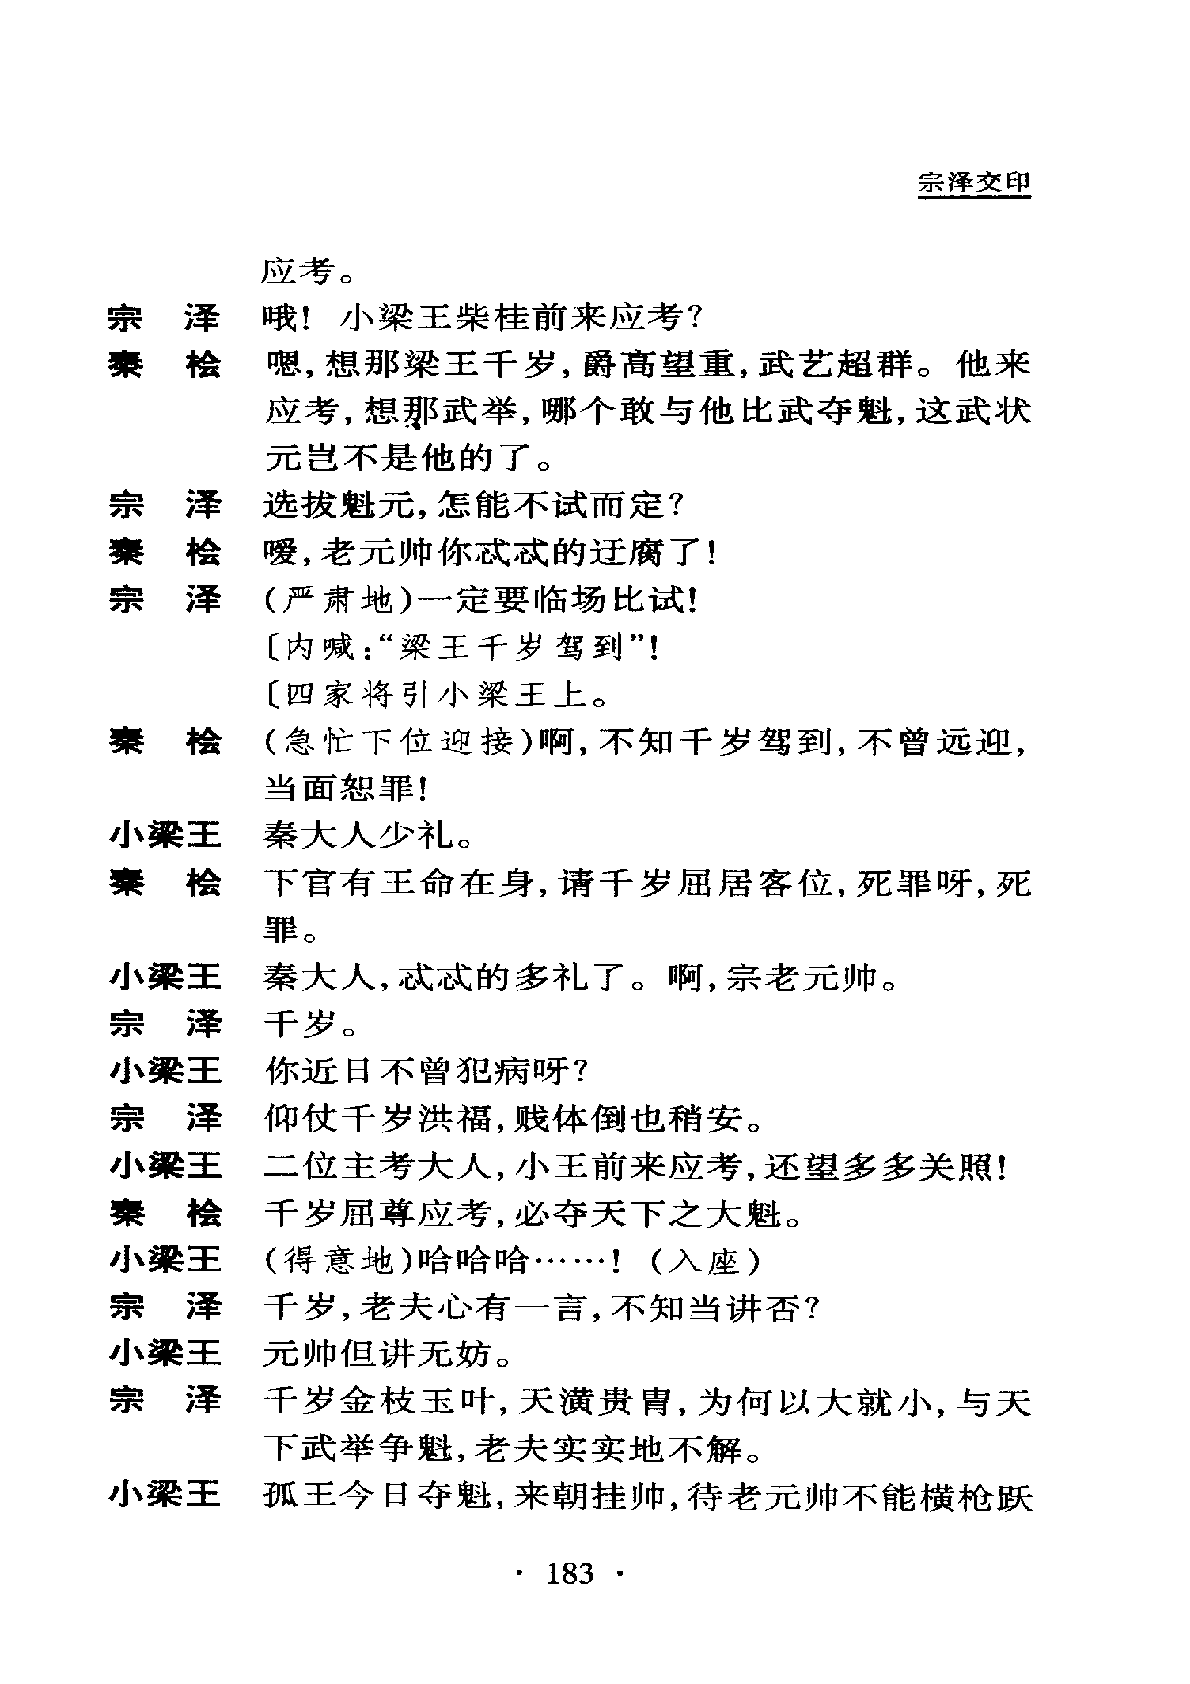 宗泽交印
应考。
宗　泽　哦! 小梁王柴桂前来应考?
秦　桧　嗯,想那梁王千岁,爵高望重,武艺超群。他来
应考,想那武举,哪个敢与他比武夺魁,这武状
元岂不是他的了。
宗　泽　选拔魁元,怎能不试而定?
秦　桧　嗳,老元帅你忒忒的迂腐了!
宗　泽　(严肃地)一定要临场比试!
〔内喊:“梁王千岁驾到”!
〔四家将引小梁王上。
秦　桧　(急忙下位迎接)啊,不知千岁驾到,不曾远迎,
当面恕罪!
小梁王　秦大人少礼。
秦　桧　下官有王命在身,请千岁屈居客位,死罪呀,死
罪。
小梁王　秦大人,忒忒的多礼了。啊,宗老元帅。
宗　泽　千岁。
小梁王　你近日不曾犯病呀?
宗　泽　仰仗千岁洪福,贱体倒也稍安。
小梁王　二位主考大人,小王前来应考,还望多多关照!
秦　桧　千岁屈尊应考,必夺天下之大魁。
小梁王　(得意地)哈哈哈……! (入座)
宗　泽　千岁,老夫心有一言,不知当讲否?
小梁王　元帅但讲无妨。
宗　泽　千岁金枝玉叶,天潢贵胄,为何以大就小,与天
下武举争魁,老夫实实地不解。
小梁王　孤王今日夺魁,来朝挂帅,待老元帅不能横枪跃
· 183 ·